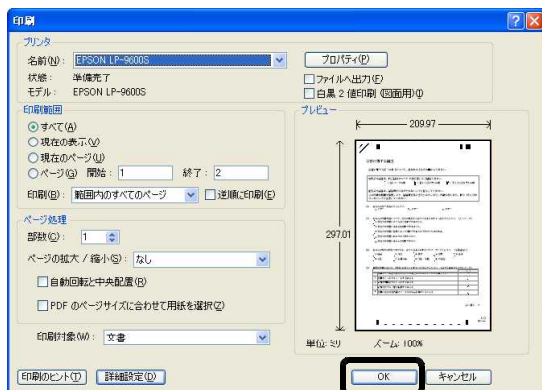 印刷
プリンタ
名前(N): EPSON LP-9600S
プロパティ(P)
状態: 準備完了
モデル: EPSON LP-9600S
ファイルへ出力(F)
白黒 2 値印刷 (図面用)(I)
印刷範囲
すべて(A)
現在の表示(V)
現在のページ(U)
ページ(G) 開始: 1 終了: 2
印刷(B): 範囲内のすべてのページ
逆順に印刷(E)
ページ処理
部数(C): 1
ページの拡大 / 縮小(S): なし
自動回転と中央配置(R)
PDF のページサイズに合わせて用紙を選択(Z)
印刷対象(W): 文書
プレビュー
209.97
297.01
単位: ミリ ズーム: 100%
印刷のヒント(T)
詳細設定(D)
OK
キャンセル